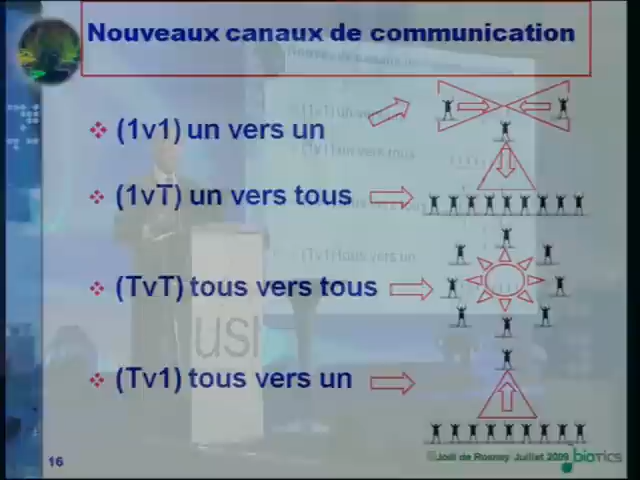 Nouveaux canaux de communication
(1v1) un vers un
(1vT) un vers tous
(TvT) tous vers tous
(Tv1) tous vers un
usi
16
©Joël de Rosnay Juillet 2009
biotics